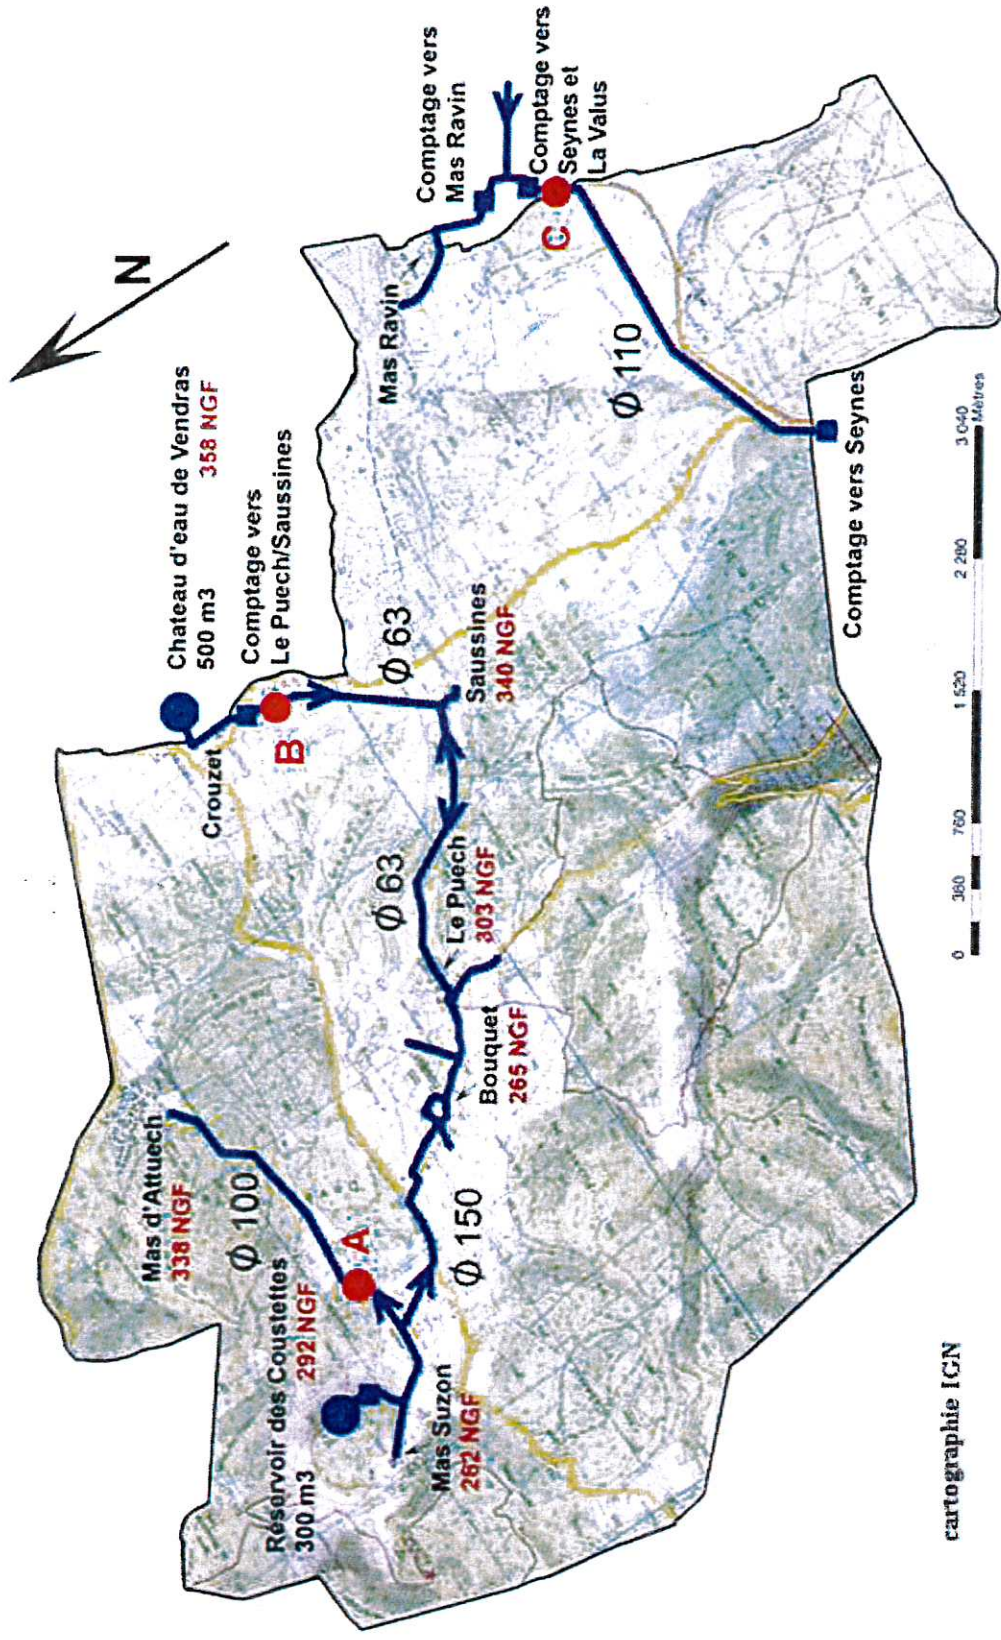 N
Chateau d'eau de Vendras
500 m3 358 NGF
Comptage vers
Le Puech/Saussines
Crouzet
B
Φ 63
Saussines
340 NGF
Φ 63
Le Puech
303 NGF
Bouquet
265 NGF
Mas d'Attuech
338 NGF
Φ 100
A
Φ 150
Réservoir des Coustettes
300 m3 292 NGF
Mas Suzon
262 NGF
Comptage vers
Mas Ravin
Comptage vers
Seynes et
La Valus
C
Mas Ravin
Φ 110
Comptage vers Seynes
0 380 760 1 520 2 280 3 040
Mètres
cartographie IGN